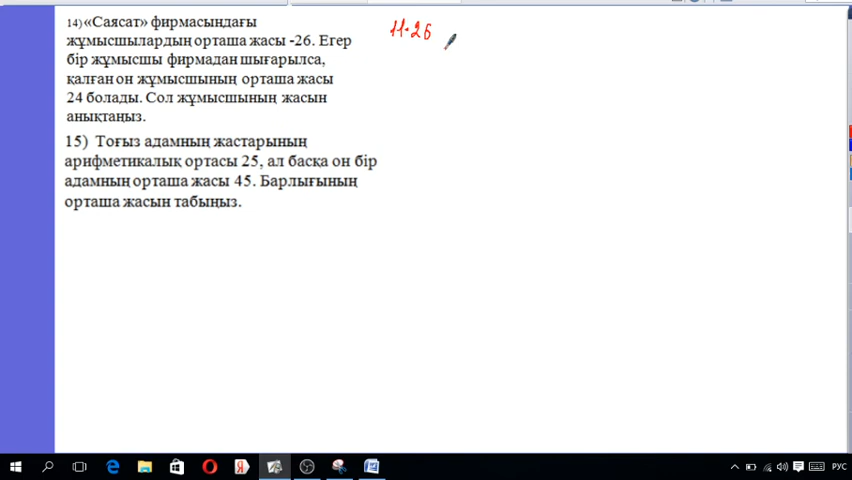 14) «Саясат» фирмасындағы
жұмысшылардың орташа жасы -26. Егер
бір жұмысшы фирмадан шығарылса,
қалған он жұмысшының орташа жасы
24 болады. Сол жұмысшының жасын
анықтаңыз.
15) Тоғыз адамның жастарының
арифметикалық ортасы 25, ал басқа он бір
адамның орташа жасы 45. Барлығының
орташа жасын табыңыз.
11·26
РУС